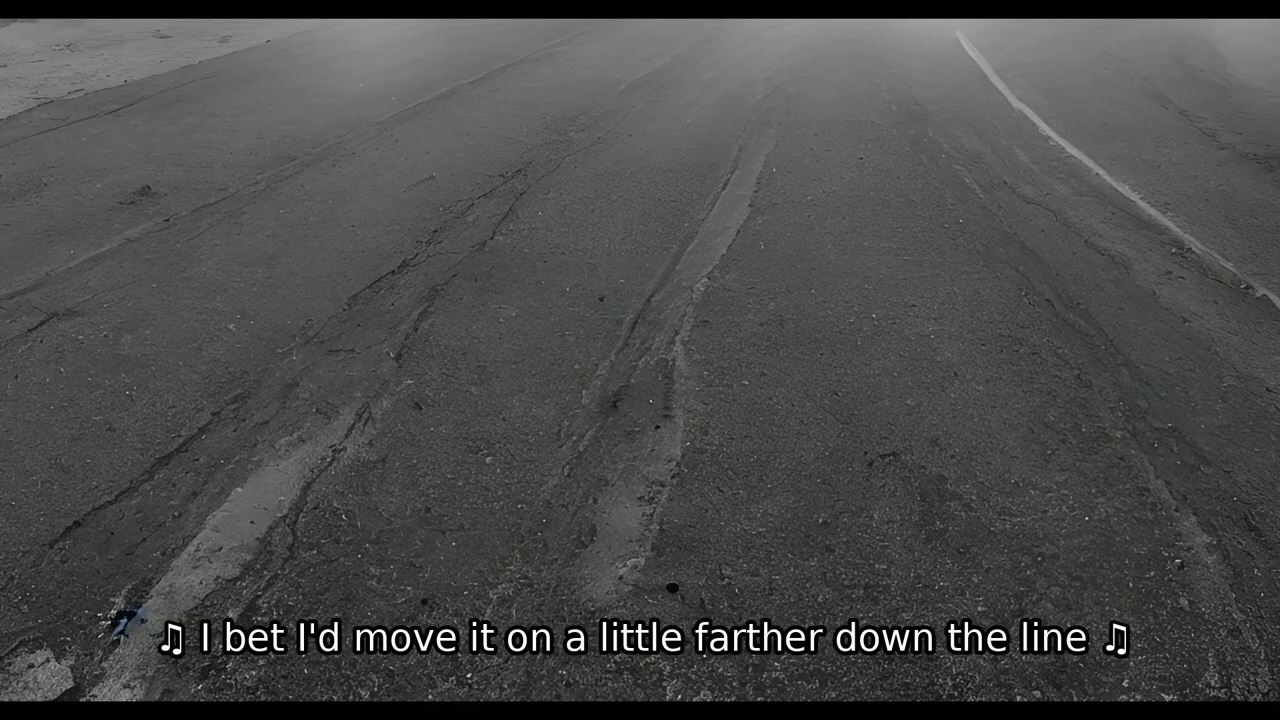 ♫ I bet I'd move it on a little farther down the line ♫